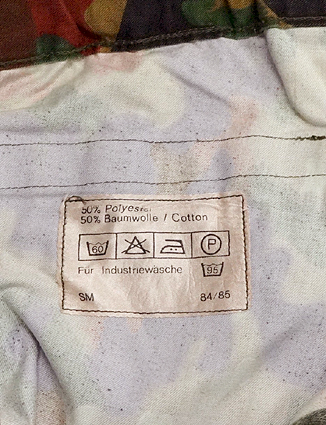 50% Polyester
50% Baumwolle / Cotton
60 P
Für Industriewäsche 95
SM 84/85